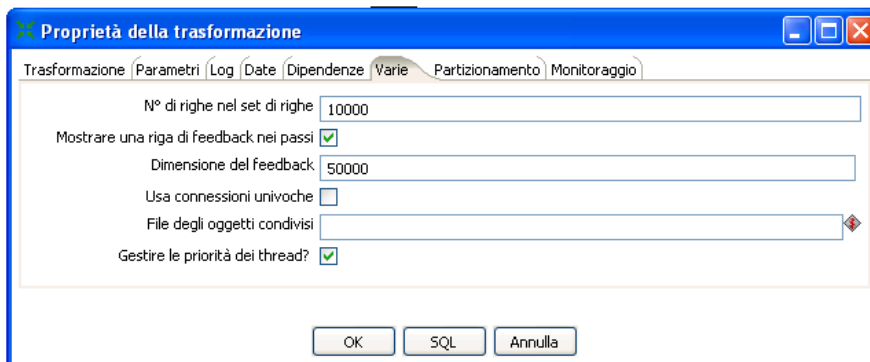 Proprietà della trasformazione
Trasformazione Parametri Log Date Dipendenze Varie Partizionamento Monitoraggio
N° di righe nel set di righe 10000
Mostrare una riga di feedback nei passi
Dimensione del feedback 50000
Usa connessioni univoche
File degli oggetti condivisi
Gestire le priorità dei thread?
OK SQL Annulla